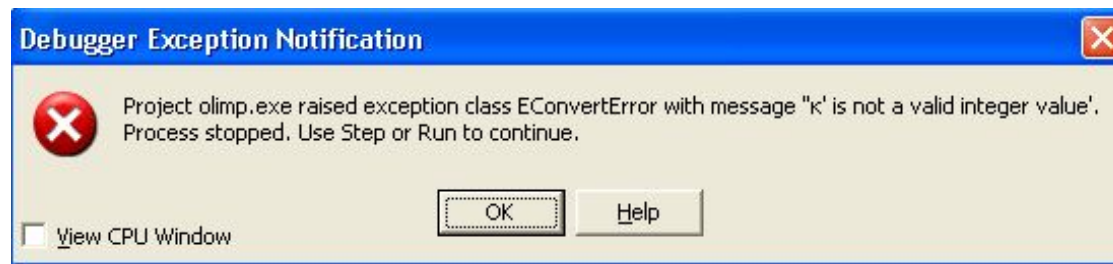 Debugger Exception Notification
Project olimp.exe raised exception class EConvertError with message ''к' is not a valid integer value'.
Process stopped. Use Step or Run to continue.
OK
Help
View CPU Window